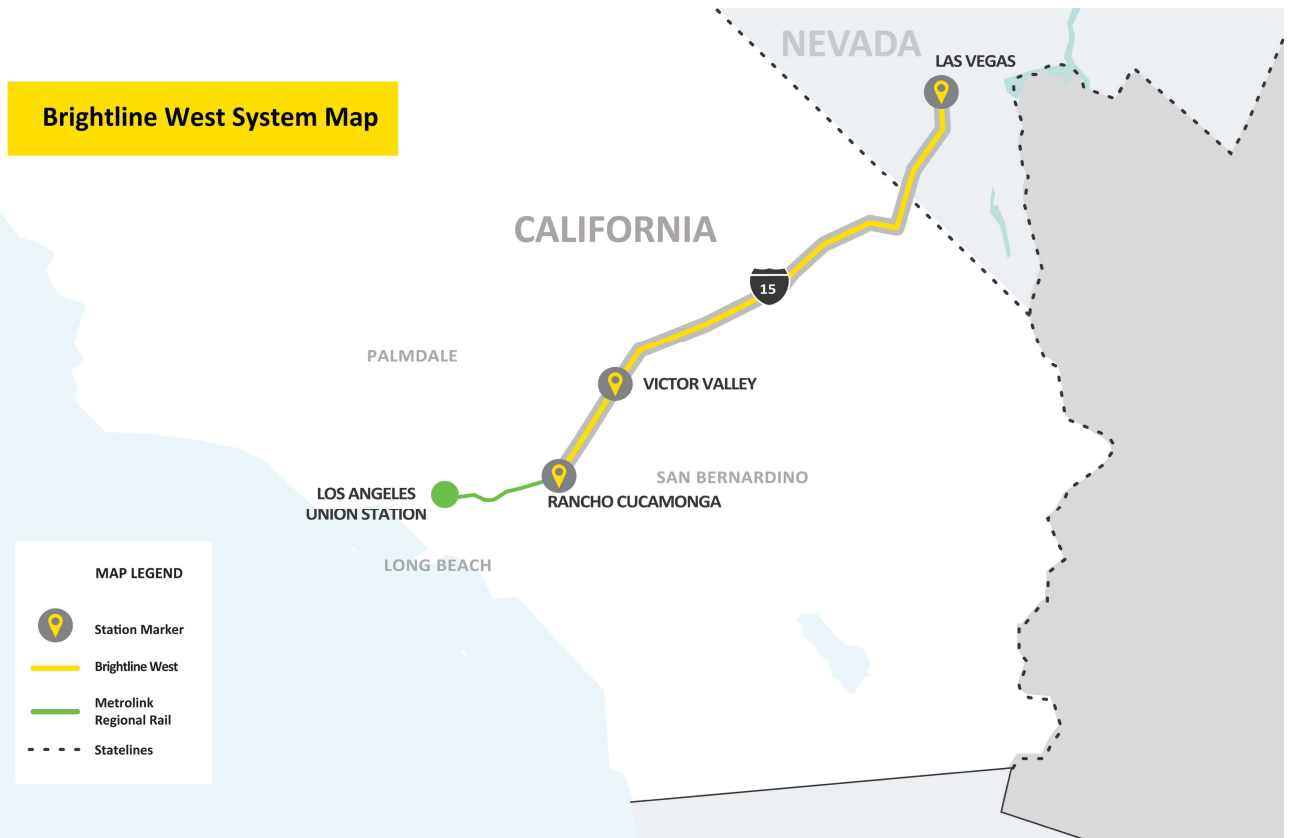 NEVADA
LAS VEGAS
Brightline West System Map
CALIFORNIA
15
PALMDALE
VICTOR VALLEY
SAN BERNARDINO
LOS ANGELES
UNION STATION
RANCHO CUCAMONGA
LONG BEACH
MAP LEGEND
Station Marker
Brightline West
Metrolink
Regional Rail
Statelines